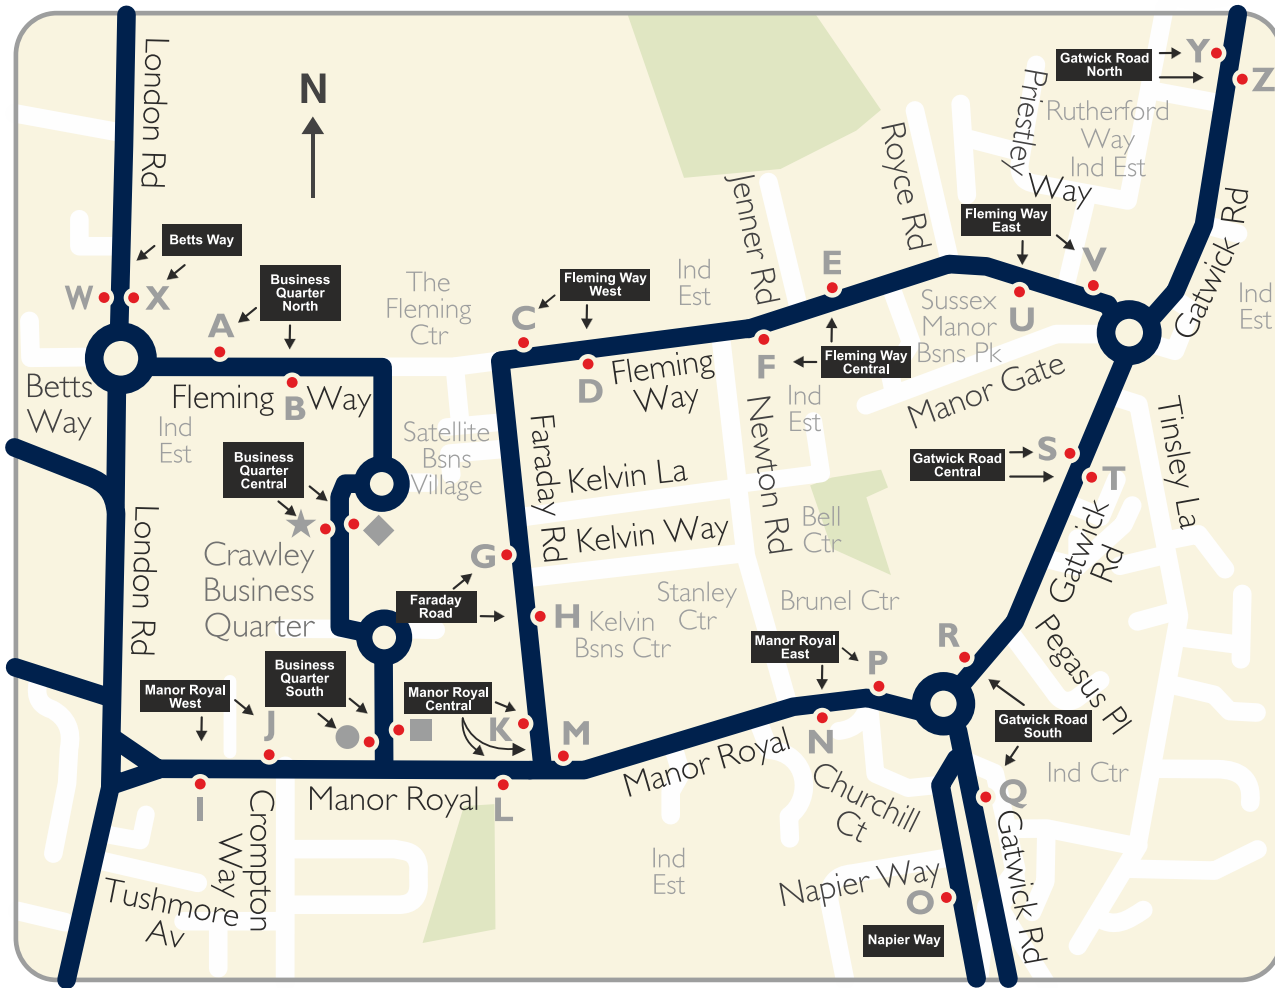 London Rd
N
Gatwick Road
North
Y
Z
Priestley
Way
Rutherford
Way
Ind Est
Royce Rd
Jenner Rd
Gatwick Rd
Betts Way
Fleming Way
East
W
X
Business
Quarter
North
A
The
Fleming
Ctr
Fleming Way
West
Ind
Est
C
E
V
U
Sussex
Manor
Bsns Pk
Ind
Est
Betts
Way
Fleming
Way
B
D
Fleming
Way
F
Fleming Way
Central
Ind
Est
Manor Gate
Ind
Est
Business
Quarter
Central
Satellite
Bsns
Village
Faraday
Rd
Kelvin La
Newton Rd
Gatwick Road
Central
S
T
Tinsley La
London Rd
Crawley
Business
Quarter
Kelvin Way
Bell
Ctr
Gatwick
Rd
G
Faraday
Road
H
Kelvin
Bsns Ctr
Stanley
Ctr
Brunel Ctr
Manor Royal
East
P
R
Pegasus Pl
Manor Royal
West
J
Business
Quarter
South
Manor Royal
Central
K
M
N
Gatwick Road
South
I
Manor Royal
L
Manor Royal
Churchill
Ct
Ind Ctr
Q
Crompton
Way
Ind
Est
Napier Way
O
Gatwick Rd
Tushmore
Av
Napier Way